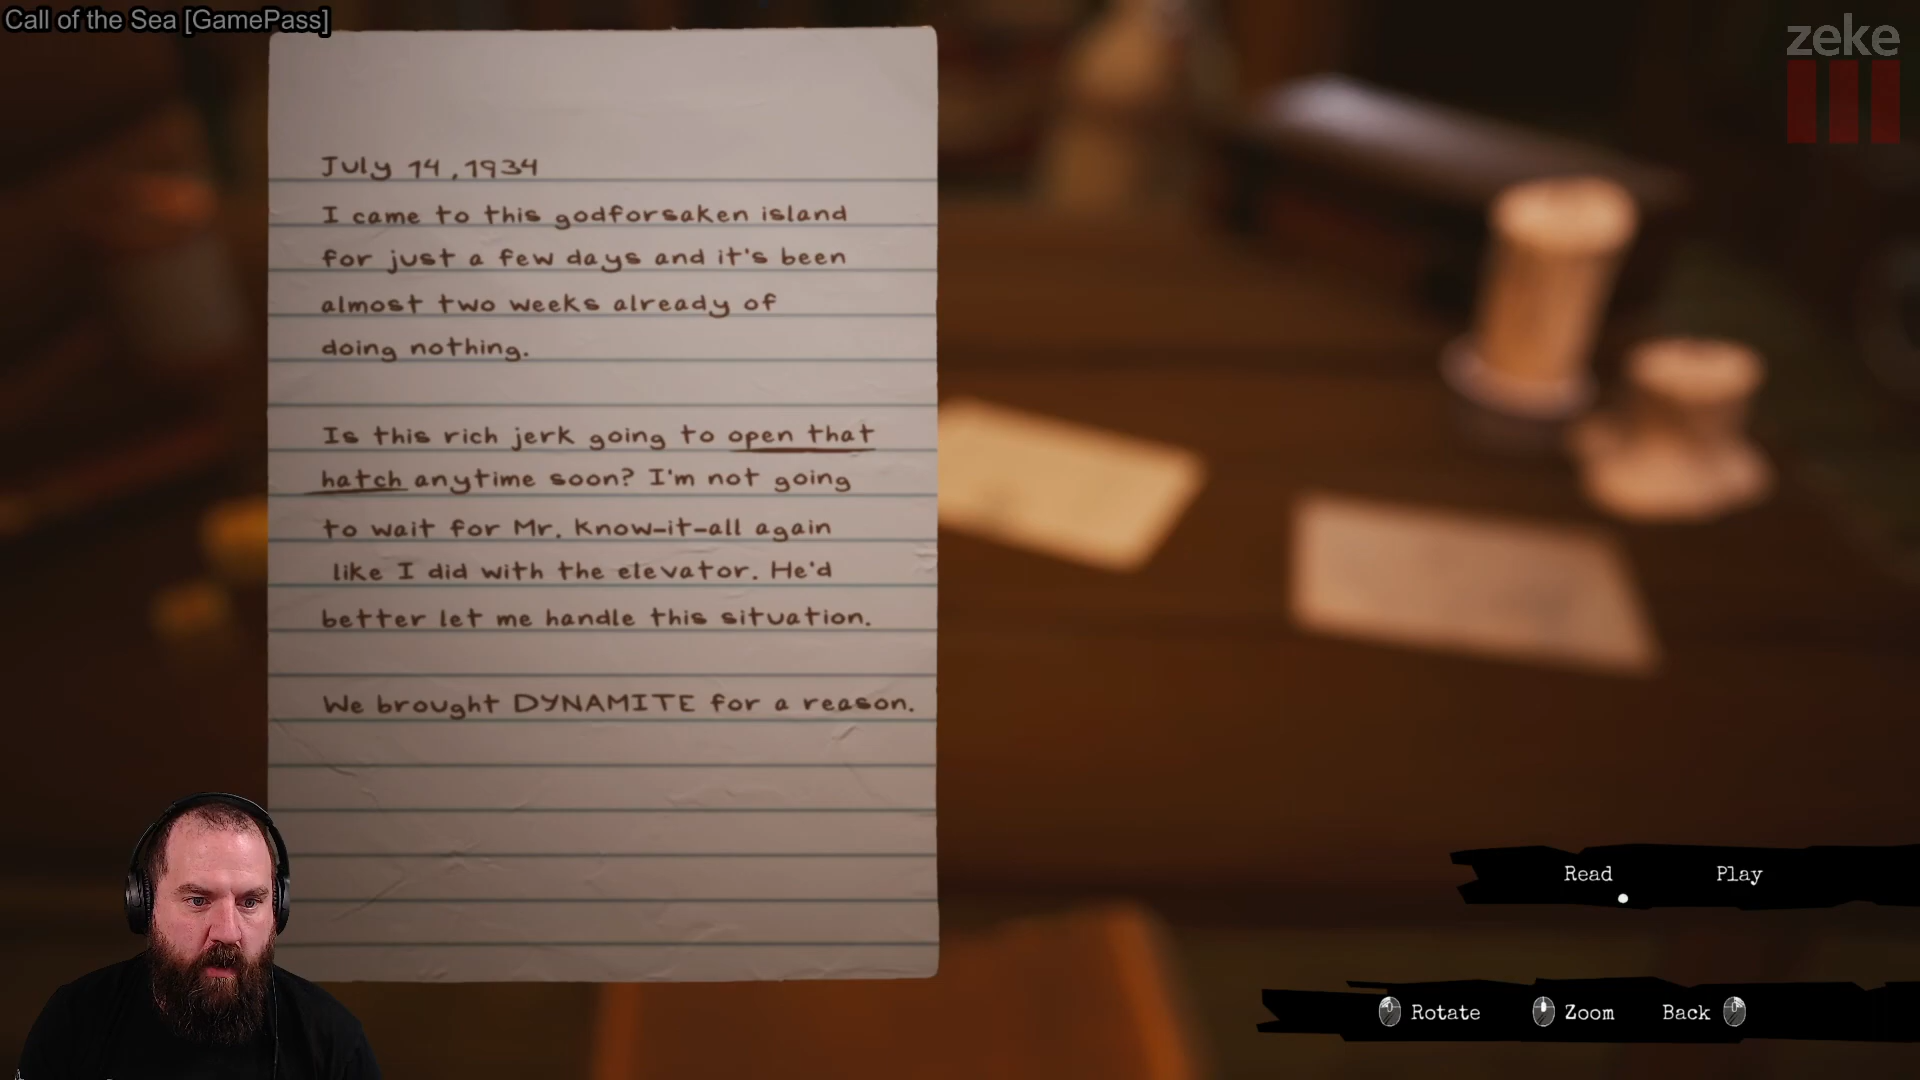 Call of the Sea [GamePass]
zeke
July 14, 1934
I came to this godforsaken island
for just a few days and it's been
almost two weeks already of
doing nothing.
Is this rich jerk going to open that
hatch anytime soon? I'm not going
to wait for Mr. Know-it-all again
like I did with the elevator. He'd
better let me handle this situation.
We brought DYNAMITE for a reason.
Read Play
Rotate Zoom Back